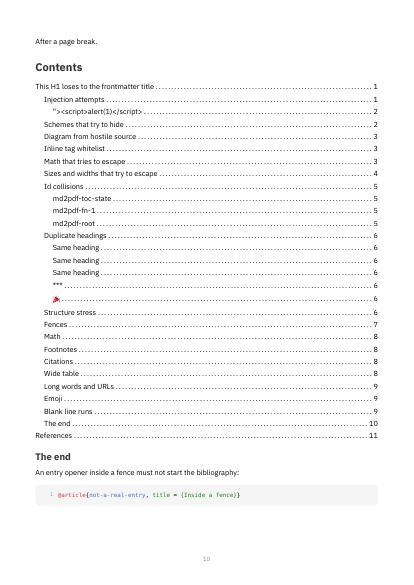 After a page break.
Contents
This H1 loses to the frontmatter title 1
Injection attempts 1
"><script>alert(1)</script> 2
Schemes that try to hide 2
Diagram from hostile source 3
Inline tag whitelist 3
Math that tries to escape 3
Sizes and widths that try to escape 4
Id collisions 5
md2pdf-toc-state 5
md2pdf-fn-1 5
md2pdf-root 5
Duplicate headings 6
Same heading 6
Same heading 6
Same heading 6
*** 6
🎉 6
Structure stress 6
Fences 7
Math 8
Footnotes 8
Citations 8
Wide table 8
Long words and URLs 9
Emoji 9
Blank line runs 9
The end 10
References 11
The end
An entry opener inside a fence must not start the bibliography:
1 @article{not-a-real-entry, title = {Inside a fence}}
10